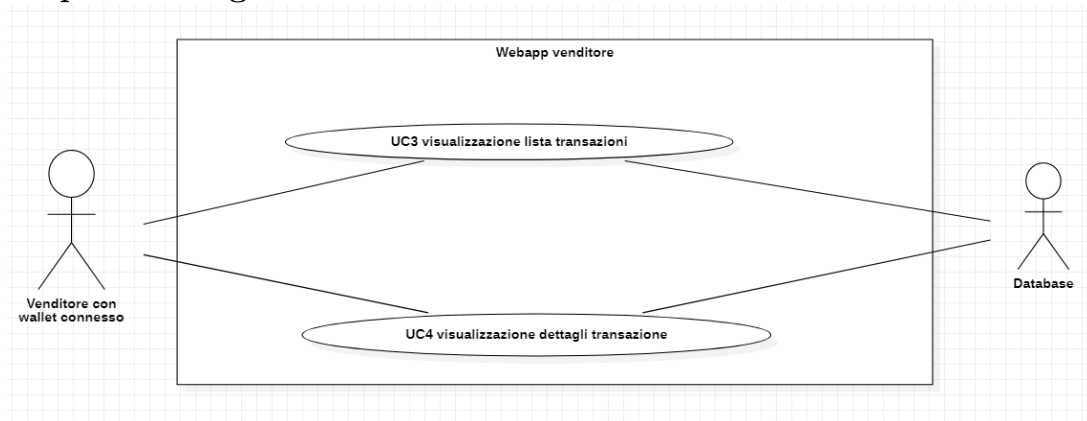 Webapp venditore
UC3 visualizzazione lista transazioni
Venditore con
wallet connesso
Database
UC4 visualizzazione dettagli transazione